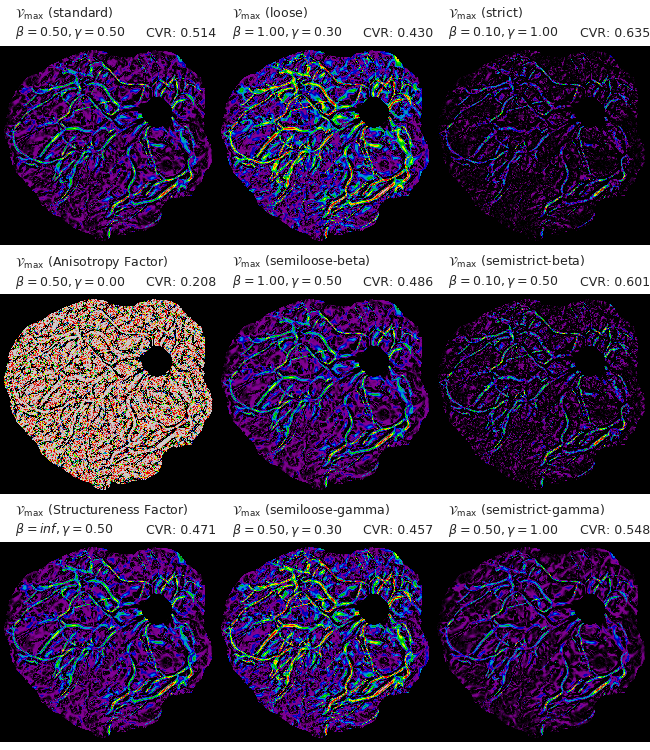 𝒱max (standard)
β = 0.50, γ = 0.50 CVR: 0.514
𝒱max (loose)
β = 1.00, γ = 0.30 CVR: 0.430
𝒱max (strict)
β = 0.10, γ = 1.00 CVR: 0.635
𝒱max (Anisotropy Factor)
β = 0.50, γ = 0.00 CVR: 0.208
𝒱max (semiloose-beta)
β = 1.00, γ = 0.50 CVR: 0.486
𝒱max (semistrict-beta)
β = 0.10, γ = 0.50 CVR: 0.601
𝒱max (Structureness Factor)
β = inf, γ = 0.50 CVR: 0.471
𝒱max (semiloose-gamma)
β = 0.50, γ = 0.30 CVR: 0.457
𝒱max (semistrict-gamma)
β = 0.50, γ = 1.00 CVR: 0.548